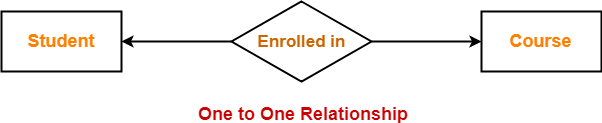 Student
Enrolled in
Course
One to One Relationship